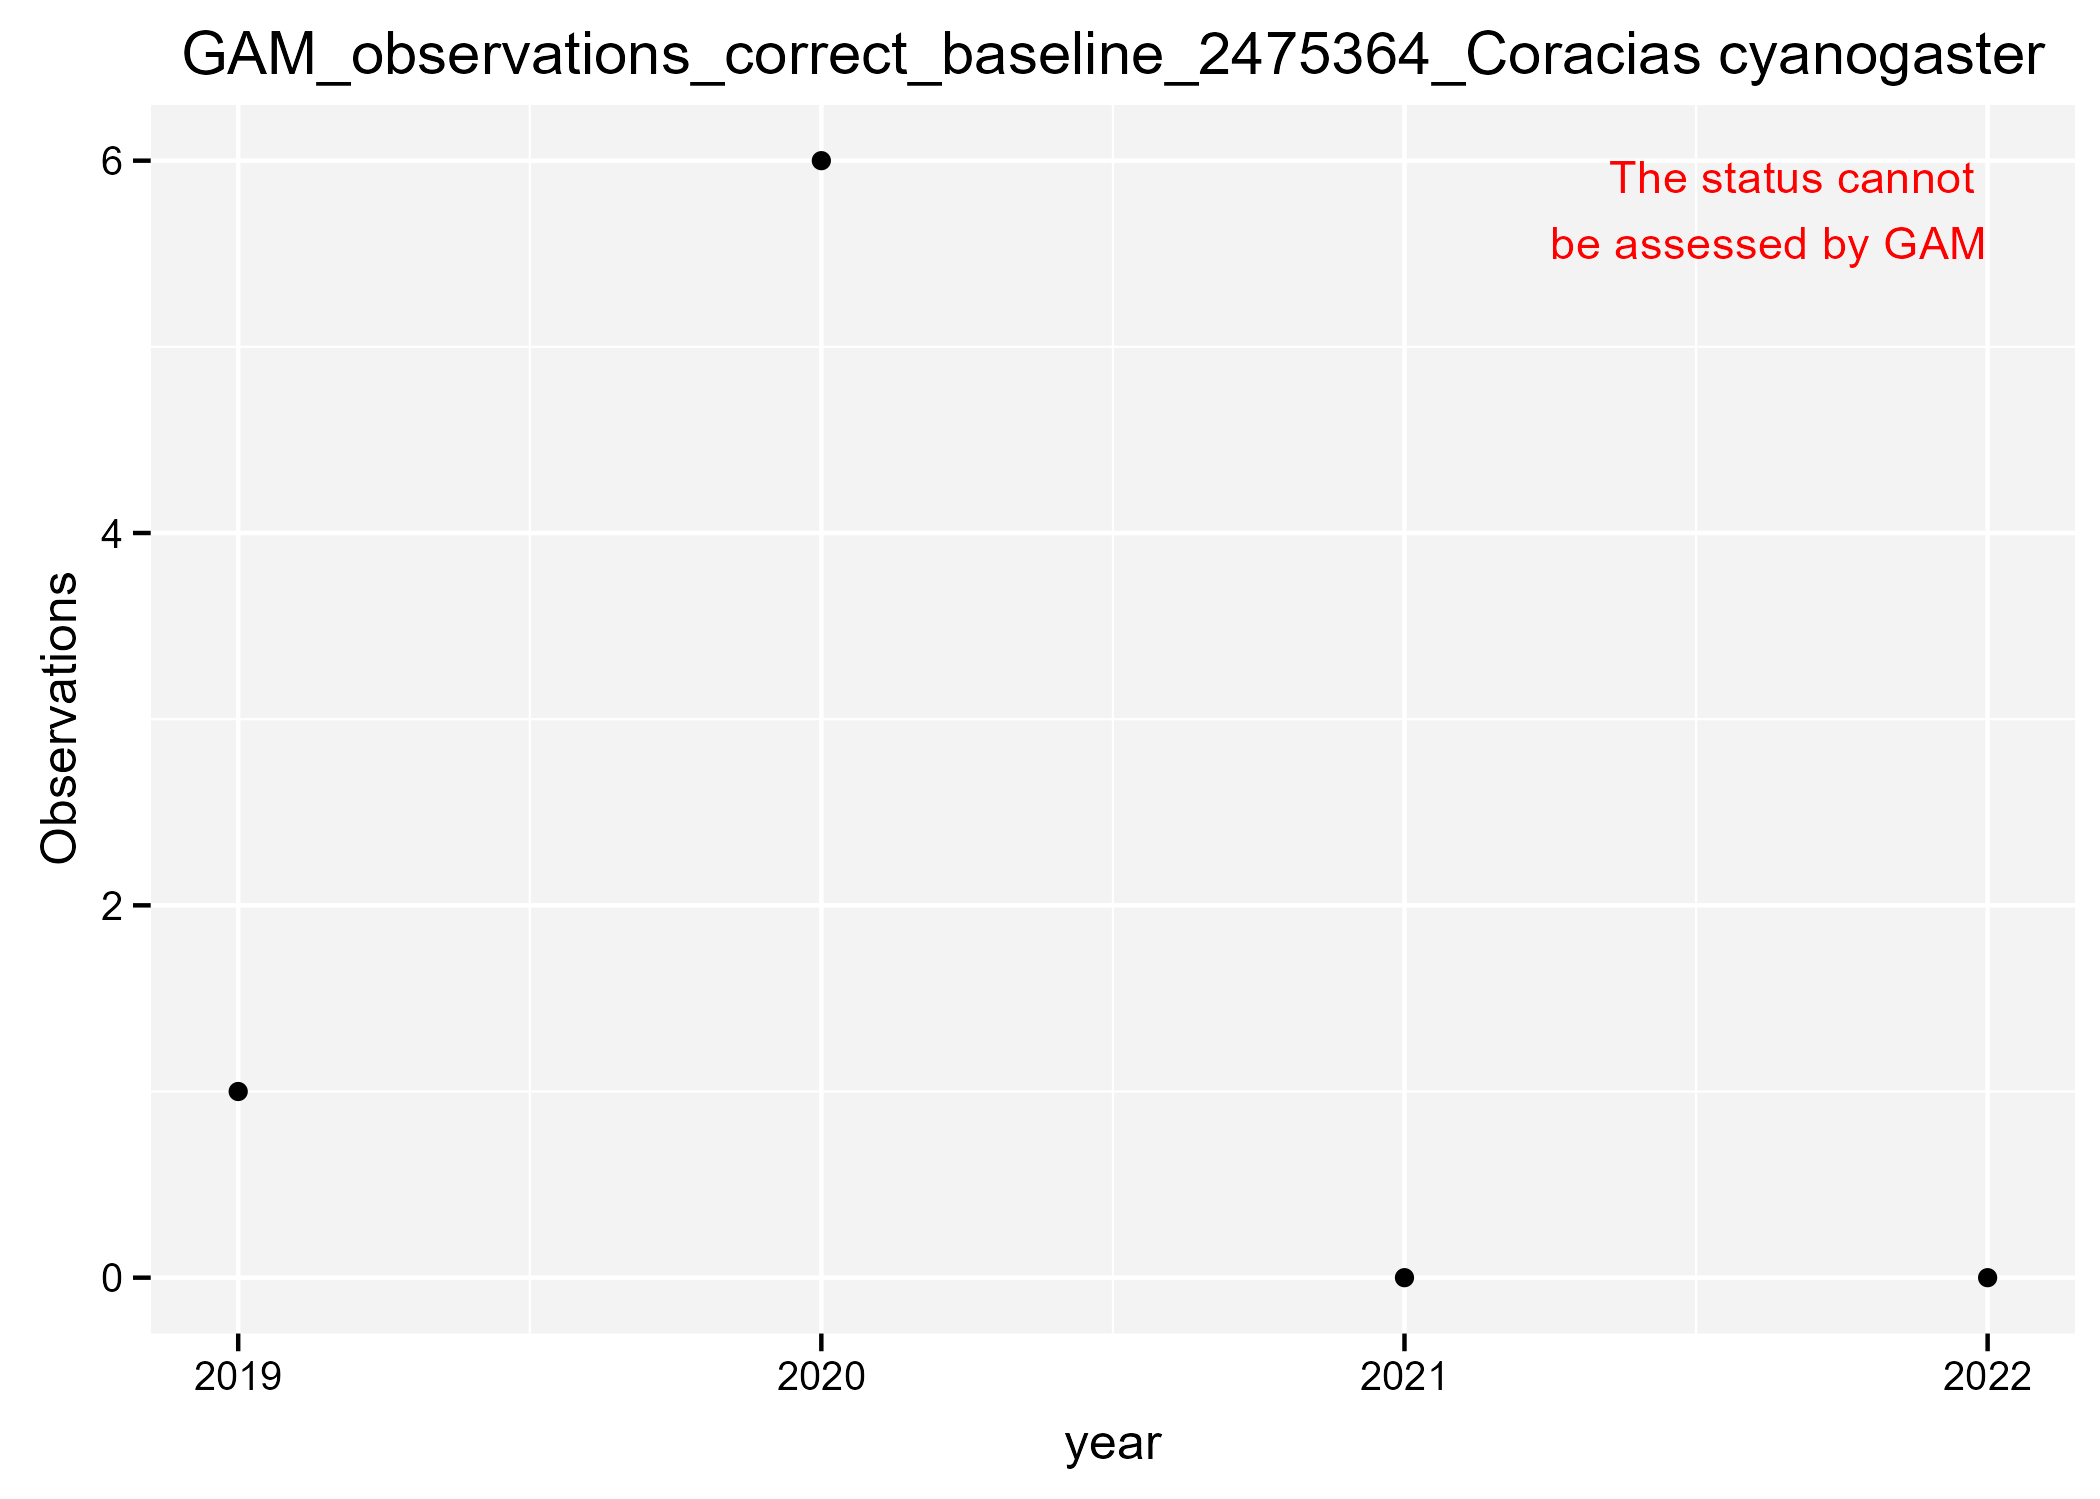 GAM_observations_correct_baseline_2475364_Coracias cyanogaster
The status cannot
be assessed by GAM
6
4
2
0
Observations
2019 2020 2021 2022
year